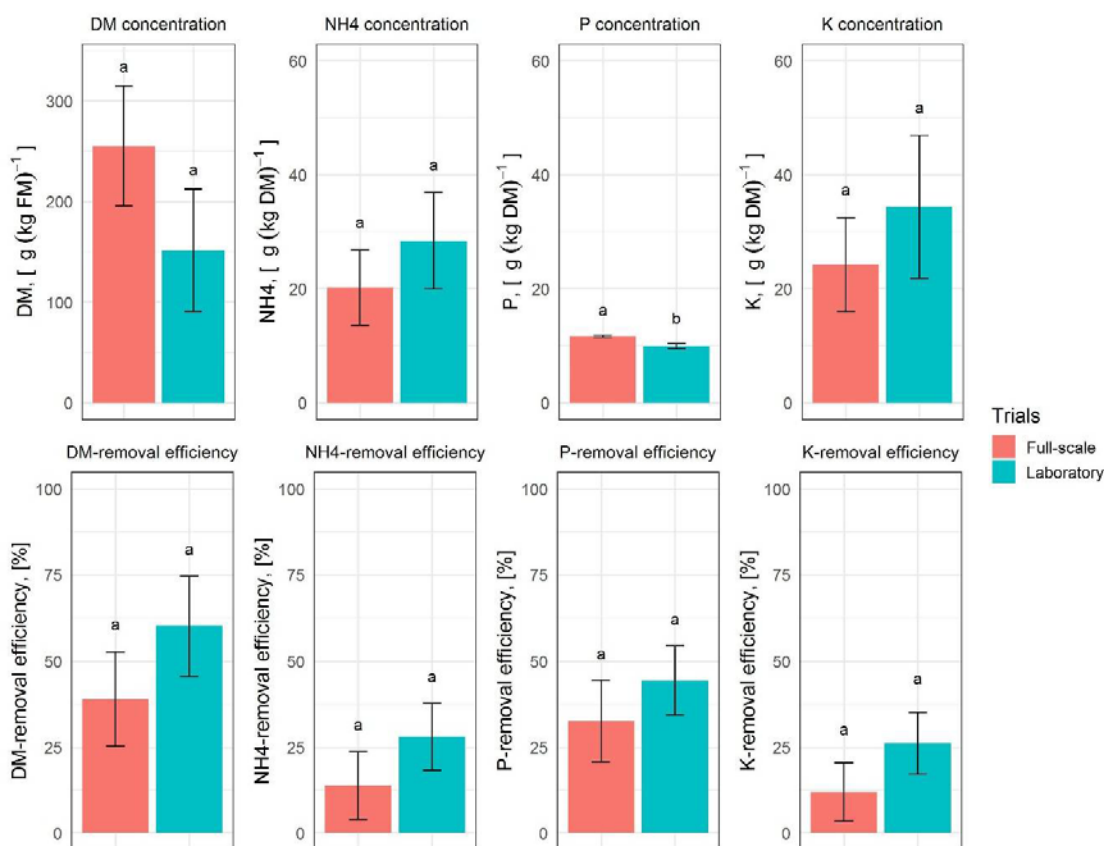 DM concentration
NH4 concentration
P concentration
K concentration
DM, [ g (kg FM)⁻¹ ]
300
200
100
0
a
a
NH4, [ g (kg DM)⁻¹ ]
60
40
20
0
a
a
P, [ g (kg DM)⁻¹ ]
60
40
20
0
a
b
K, [ g (kg DM)⁻¹ ]
60
40
20
0
a
a
Trials
Full-scale
Laboratory
DM-removal efficiency
NH4-removal efficiency
P-removal efficiency
K-removal efficiency
DM-removal efficiency, [%]
100
75
50
25
0
a
a
NH4-removal efficiency, [%]
100
75
50
25
0
a
a
P-removal efficiency, [%]
100
75
50
25
0
a
a
K-removal efficiency, [%]
100
75
50
25
0
a
a